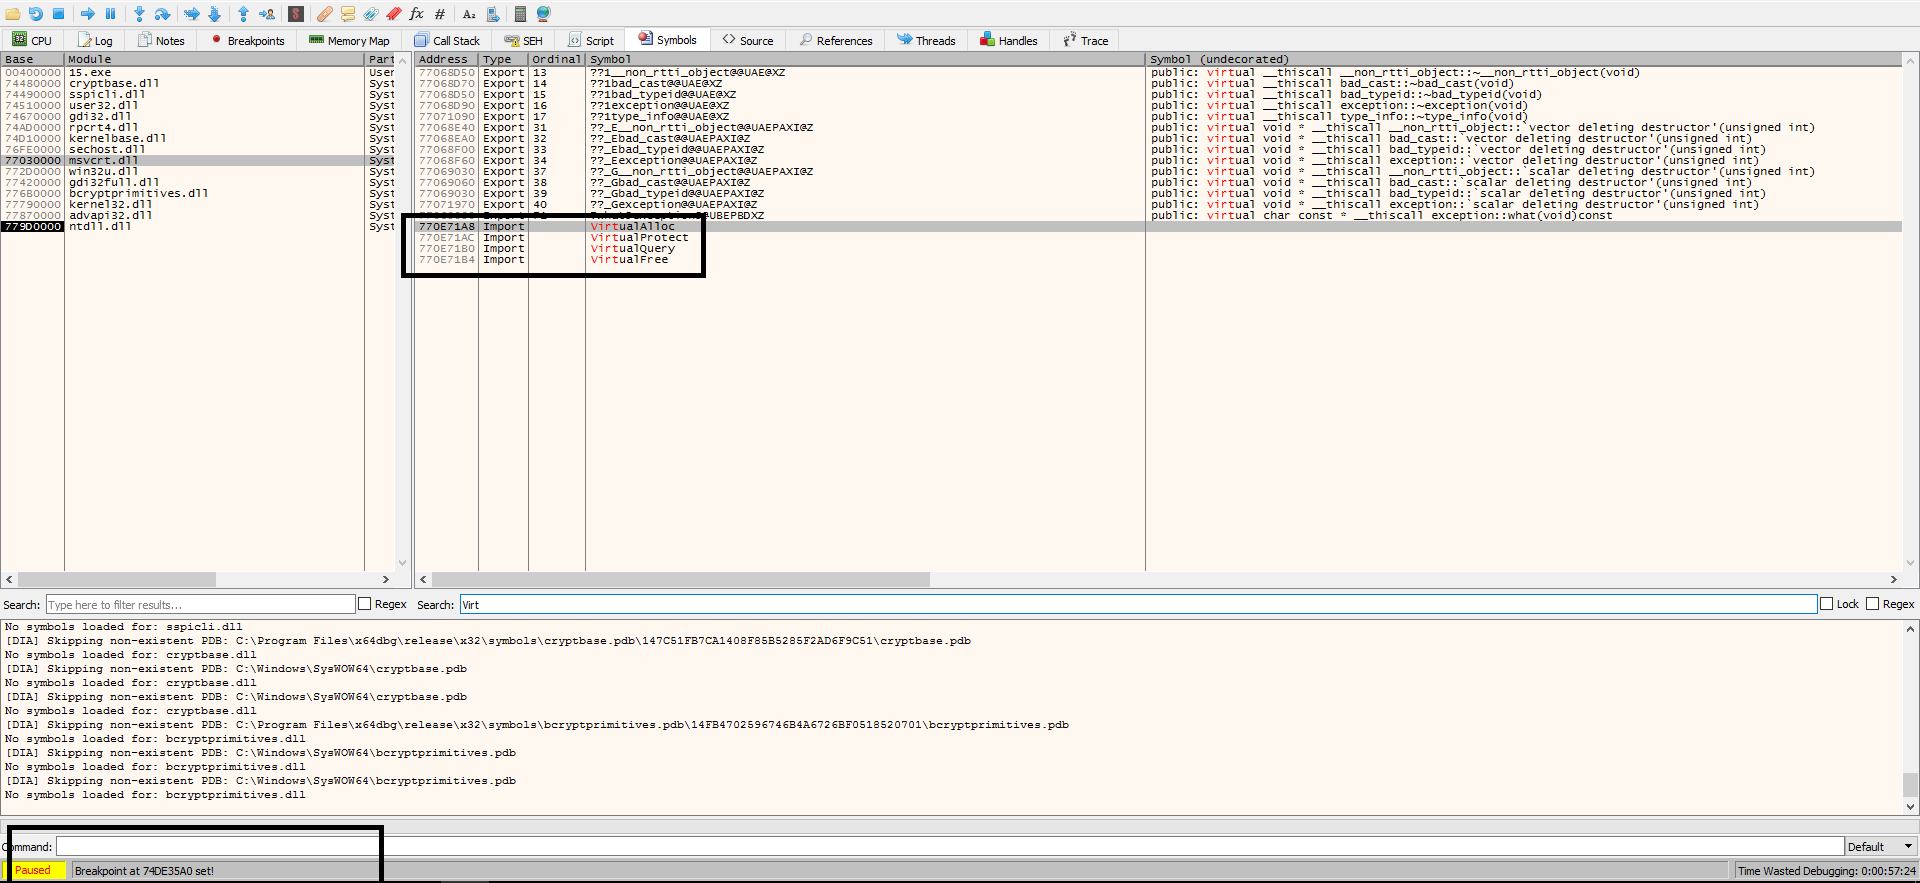 CPU Log Notes Breakpoints Memory Map Call Stack SEH Script Symbols Source References Threads Handles Trace
Base Module Part
00400000 15.exe User
74480000 cryptbase.dll Syst
74490000 sspicli.dll Syst
74510000 user32.dll Syst
74670000 gdi32.dll Syst
74AD0000 rpcrt4.dll Syst
74D10000 kernelbase.dll Syst
76FE0000 sechost.dll Syst
77030000 msvcrt.dll Syst
772D0000 win32u.dll Syst
77420000 gdi32full.dll Syst
776B0000 bcryptprimitives.dll Syst
77790000 kernel32.dll Syst
77870000 advapi32.dll Syst
779D0000 ntdll.dll Syst
Address Type Ordinal Symbol Symbol (undecorated)
77068D50 Export 13 ??1__non_rtti_object@@UAE@XZ public: virtual __thiscall __non_rtti_object::~__non_rtti_object(void)
77068D70 Export 14 ??1bad_cast@@UAE@XZ public: virtual __thiscall bad_cast::~bad_cast(void)
77068D50 Export 15 ??1bad_typeid@@UAE@XZ public: virtual __thiscall bad_typeid::~bad_typeid(void)
77068D90 Export 16 ??1exception@@UAE@XZ public: virtual __thiscall exception::~exception(void)
77071090 Export 17 ??1type_info@@UAE@XZ public: virtual __thiscall type_info::~type_info(void)
77068E40 Export 31 ??_E__non_rtti_object@@UAEPAXI@Z public: virtual void * __thiscall __non_rtti_object::`vector deleting destructor'(unsigned int)
77068EA0 Export 32 ??_Ebad_cast@@UAEPAXI@Z public: virtual void * __thiscall bad_cast::`vector deleting destructor'(unsigned int)
77068F00 Export 33 ??_Ebad_typeid@@UAEPAXI@Z public: virtual void * __thiscall bad_typeid::`vector deleting destructor'(unsigned int)
77068F60 Export 34 ??_Eexception@@UAEPAXI@Z public: virtual void * __thiscall exception::`vector deleting destructor'(unsigned int)
77069030 Export 37 ??_G__non_rtti_object@@UAEPAXI@Z public: virtual void * __thiscall __non_rtti_object::`scalar deleting destructor'(unsigned int)
77069060 Export 38 ??_Gbad_cast@@UAEPAXI@Z public: virtual void * __thiscall bad_cast::`scalar deleting destructor'(unsigned int)
77069030 Export 39 ??_Gbad_typeid@@UAEPAXI@Z public: virtual void * __thiscall bad_typeid::`scalar deleting destructor'(unsigned int)
77071970 Export 40 ??_Gexception@@UAEPAXI@Z public: virtual void * __thiscall exception::`scalar deleting destructor'(unsigned int)
public: virtual char const * __thiscall exception::what(void)const
770E71A8 Import VirtualAlloc
770E71AC Import VirtualProtect
770E71B0 Import VirtualQuery
770E71B4 Import VirtualFree
Search: Type here to filter results... Regex Search: Virt Lock Regex
No symbols loaded for: sspicli.dll
[DIA] Skipping non-existent PDB: C:\Program Files\x64dbg\release\x32\symbols\cryptbase.pdb\147C51FB7CA1408F85B5285F2AD6F9C51\cryptbase.pdb
No symbols loaded for: cryptbase.dll
[DIA] Skipping non-existent PDB: C:\Windows\SysWOW64\cryptbase.pdb
No symbols loaded for: cryptbase.dll
[DIA] Skipping non-existent PDB: C:\Windows\SysWOW64\cryptbase.pdb
No symbols loaded for: cryptbase.dll
[DIA] Skipping non-existent PDB: C:\Program Files\x64dbg\release\x32\symbols\bcryptprimitives.pdb\14FB4702596746B4A6726BF0518520701\bcryptprimitives.pdb
No symbols loaded for: bcryptprimitives.dll
[DIA] Skipping non-existent PDB: C:\Windows\SysWOW64\bcryptprimitives.pdb
No symbols loaded for: bcryptprimitives.dll
[DIA] Skipping non-existent PDB: C:\Windows\SysWOW64\bcryptprimitives.pdb
No symbols loaded for: bcryptprimitives.dll
Command: Default
Paused Breakpoint at 74DE35A0 set! Time Wasted Debugging: 0:00:57:24